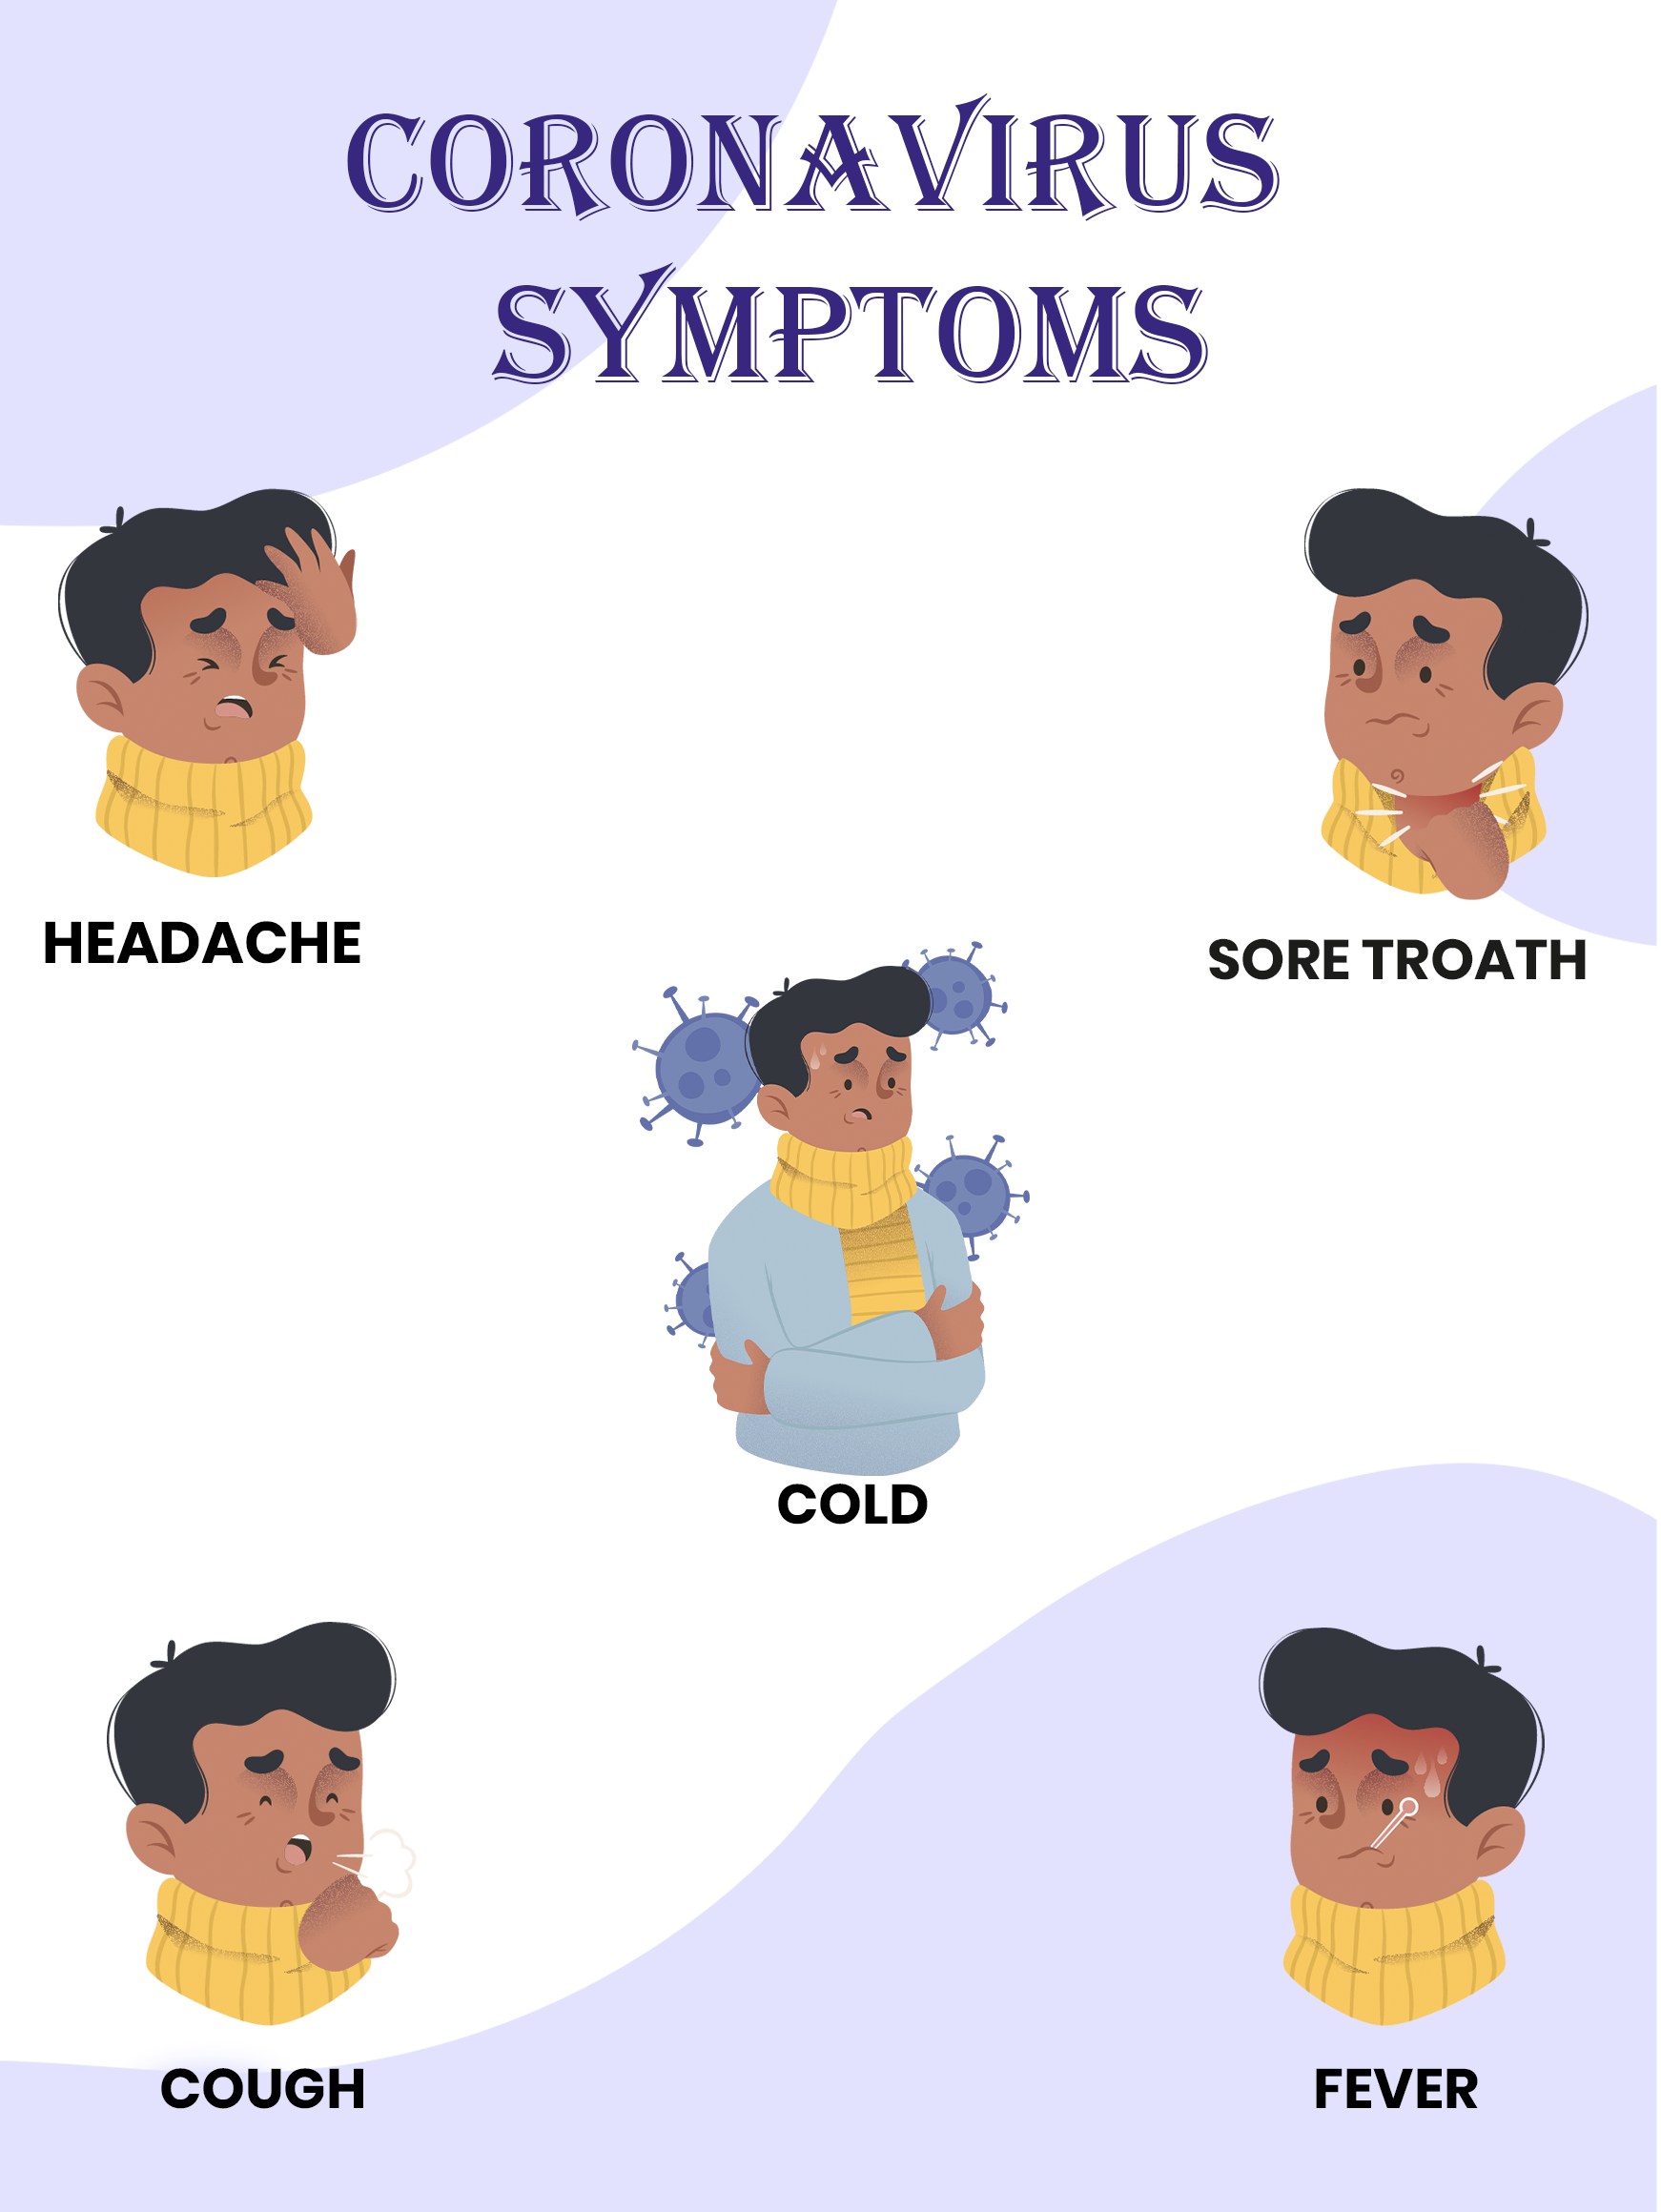 CORONAVIRUS
SYMPTOMS
HEADACHE
SORE TROATH
COLD
COUGH
FEVER